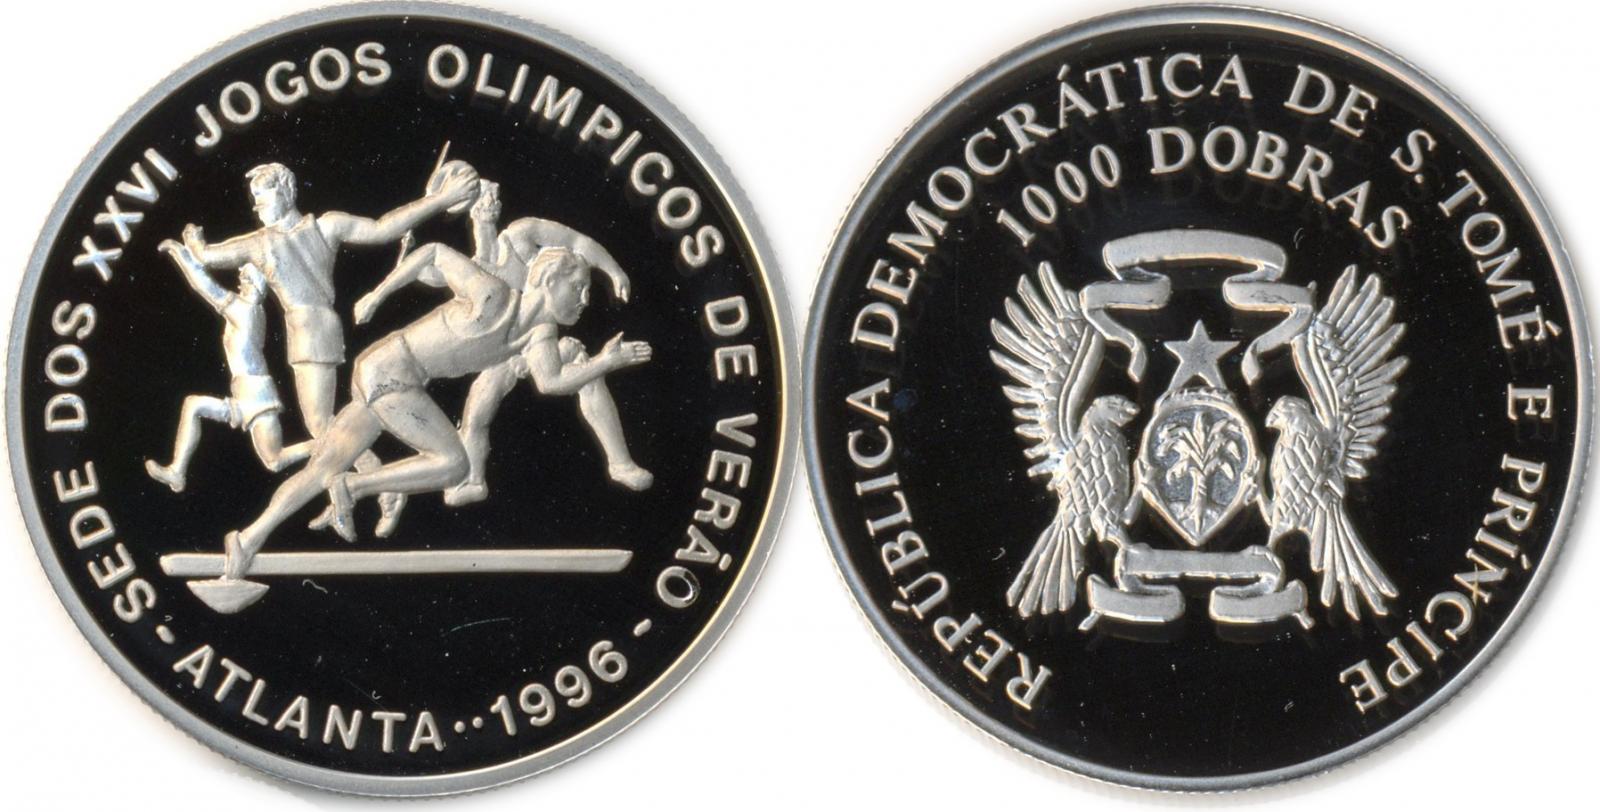 SEDE DOS XXVI JOGOS OLIMPICOS DE VERÃO
- ATLANTA··1996 -
REPÚBLICA DEMOCRÁTICA DE S. TOMÉ E PRÍNCIPE
1000 DOBRAS